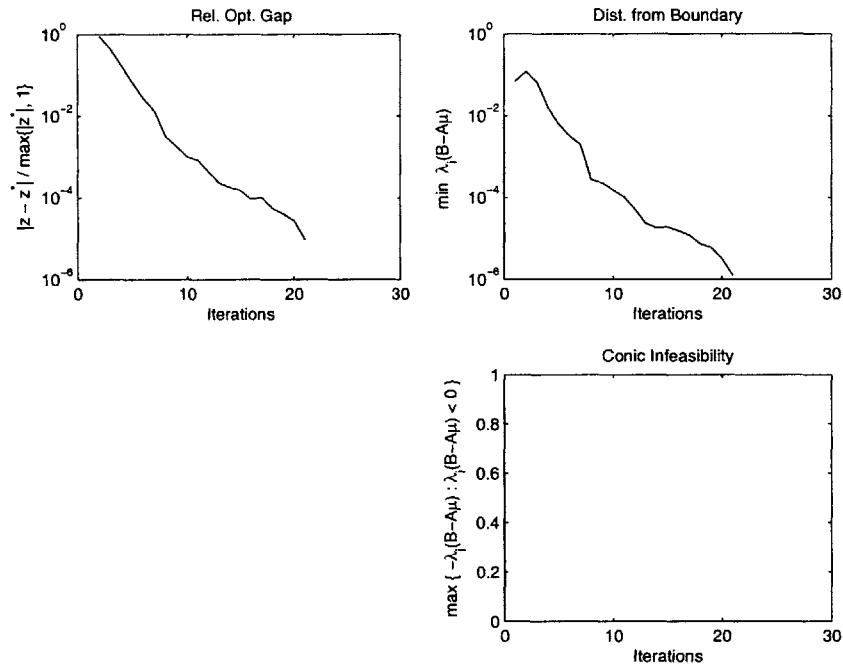 Rel. Opt. Gap
|z − z*| / max{|z*|, 1}
10^0
10^−2
10^−4
10^−6
0
10
20
30
Iterations
Dist. from Boundary
min λ_i(B−Aμ)
10^0
10^−2
10^−4
10^−6
0
10
20
30
Iterations
Conic Infeasibility
max { −λ_i(B−Aμ) : λ_i(B−Aμ) < 0 }
1
0.8
0.6
0.4
0.2
0
0
10
20
30
Iterations